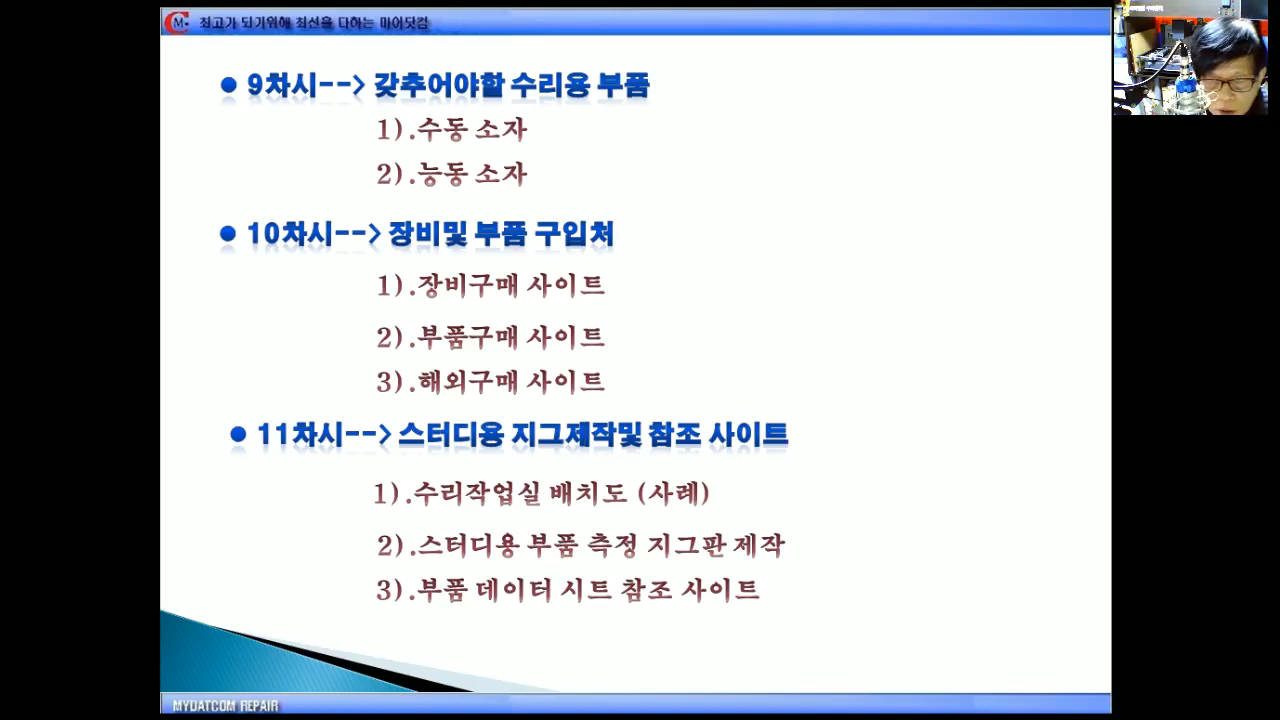 최고가 되기위해 최선을 다하는 마이닷컴
● 9차시--> 갖추어야할 수리용 부품
1).수동 소자
2).능동 소자
● 10차시--> 장비및 부품 구입처
1).장비구매 사이트
2).부품구매 사이트
3).해외구매 사이트
● 11차시--> 스터디용 지그제작및 참조 사이트
1).수리작업실 배치도 (사례)
2).스터디용 부품 측정 지그판 제작
3).부품 데이터 시트 참조 사이트
MYDATCOM REPAIR